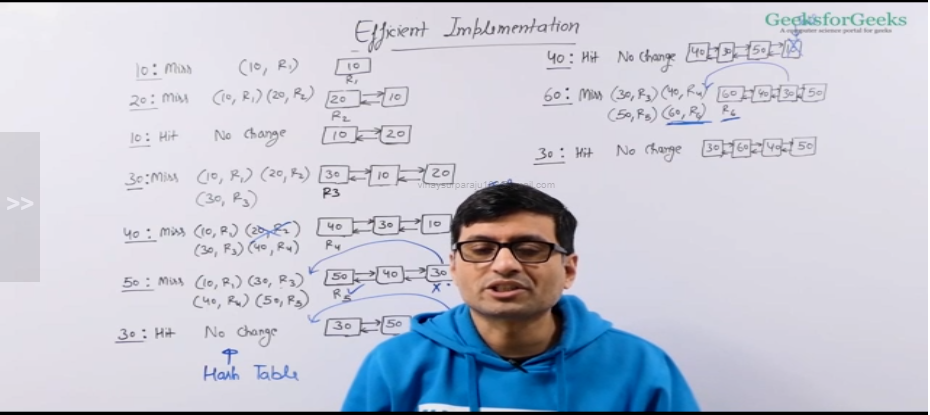 Efficient Implementation
GeeksforGeeks
A computer science portal for geeks
10: Miss (10, R1) 10
R1
20: Miss (10, R1) (20, R2) 20 10
R2
10: Hit No Change 10 20
30: Miss (10, R1) (20, R2) 30 10 20
(30, R3) R3
40: Miss (10, R1) (20, R2) 40 30 10
(30, R3) (40, R4) R4
50: Miss (10, R1) (30, R3) 50 40 30
(40, R4) (50, R5) R5 x
30: Hit No Change 30 50
Hash Table
40: Hit No Change 40 30 50 10
60: Miss (30, R3) (40, R4) 60 40 30 50
(50, R5) (60, R6) R6
30: Hit No Change 30 60 40 50
>>